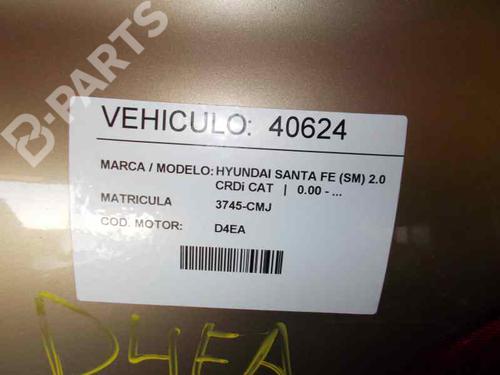 B-PARTS
VEHICULO: 40624
MARCA / MODELO: HYUNDAI SANTA FE (SM) 2.0
CRDi CAT | 0.00 - ...
MATRICULA 3745-CMJ
COD. MOTOR: D4EA
D4EA